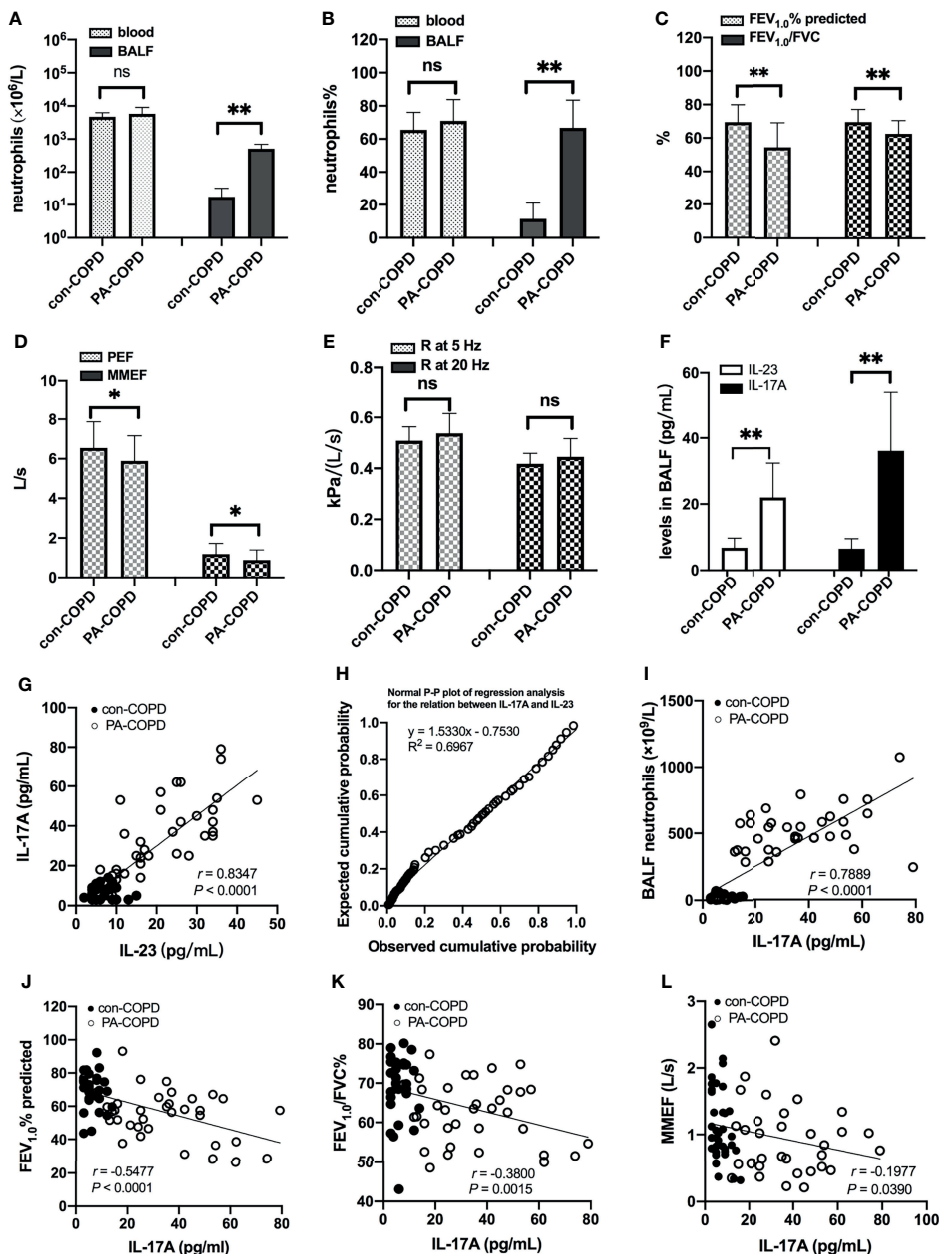 A
blood
BALF
neutrophils (×10⁶/L)
10⁶
10⁵
10⁴
10³
10²
10¹
10⁰
ns
**
con-COPD
PA-COPD
con-COPD
PA-COPD
B
blood
BALF
neutrophils%
120
100
80
60
40
20
0
ns
**
con-COPD
PA-COPD
con-COPD
PA-COPD
C
FEV1.0% predicted
FEV1.0/FVC
%
120
100
80
60
40
20
0
**
**
con-COPD
PA-COPD
con-COPD
PA-COPD
D
PEF
MMEF
L/s
10
8
6
4
2
0
*
*
con-COPD
PA-COPD
con-COPD
PA-COPD
E
R at 5 Hz
R at 20 Hz
kPa/(L/s)
0.8
0.6
0.4
0.2
0.0
ns
ns
con-COPD
PA-COPD
con-COPD
PA-COPD
F
IL-23
IL-17A
levels in BALF (pg/mL)
60
40
20
0
**
**
con-COPD
PA-COPD
con-COPD
PA-COPD
G
con-COPD
PA-COPD
IL-17A (pg/mL)
100
80
60
40
20
0
r = 0.8347
P < 0.0001
0 10 20 30 40 50
IL-23 (pg/mL)
H
Normal P-P plot of regression analysis
for the relation between IL-17A and IL-23
Expected cumulative probability
1.0
0.8
0.6
0.4
0.2
0.0
y = 1.5330x - 0.7530
R² = 0.6967
0.0 0.2 0.4 0.6 0.8 1.0
Observed cumulative probability
I
con-COPD
PA-COPD
BALF neutrophils (×10⁹/L)
1500
1000
500
0
r = 0.7889
P < 0.0001
0 20 40 60 80
IL-17A (pg/mL)
J
con-COPD
PA-COPD
FEV1.0% predicted
120
100
80
60
40
20
0
r = -0.5477
P < 0.0001
0 20 40 60 80
IL-17A (pg/ml)
K
con-COPD
PA-COPD
FEV1.0/FVC%
90
80
70
60
50
40
r = -0.3800
P = 0.0015
0 20 40 60 80
IL-17A (pg/mL)
L
con-COPD
PA-COPD
MMEF (L/s)
3
2
1
0
r = -0.1977
P = 0.0390
0 20 40 60 80 100
IL-17A (pg/mL)